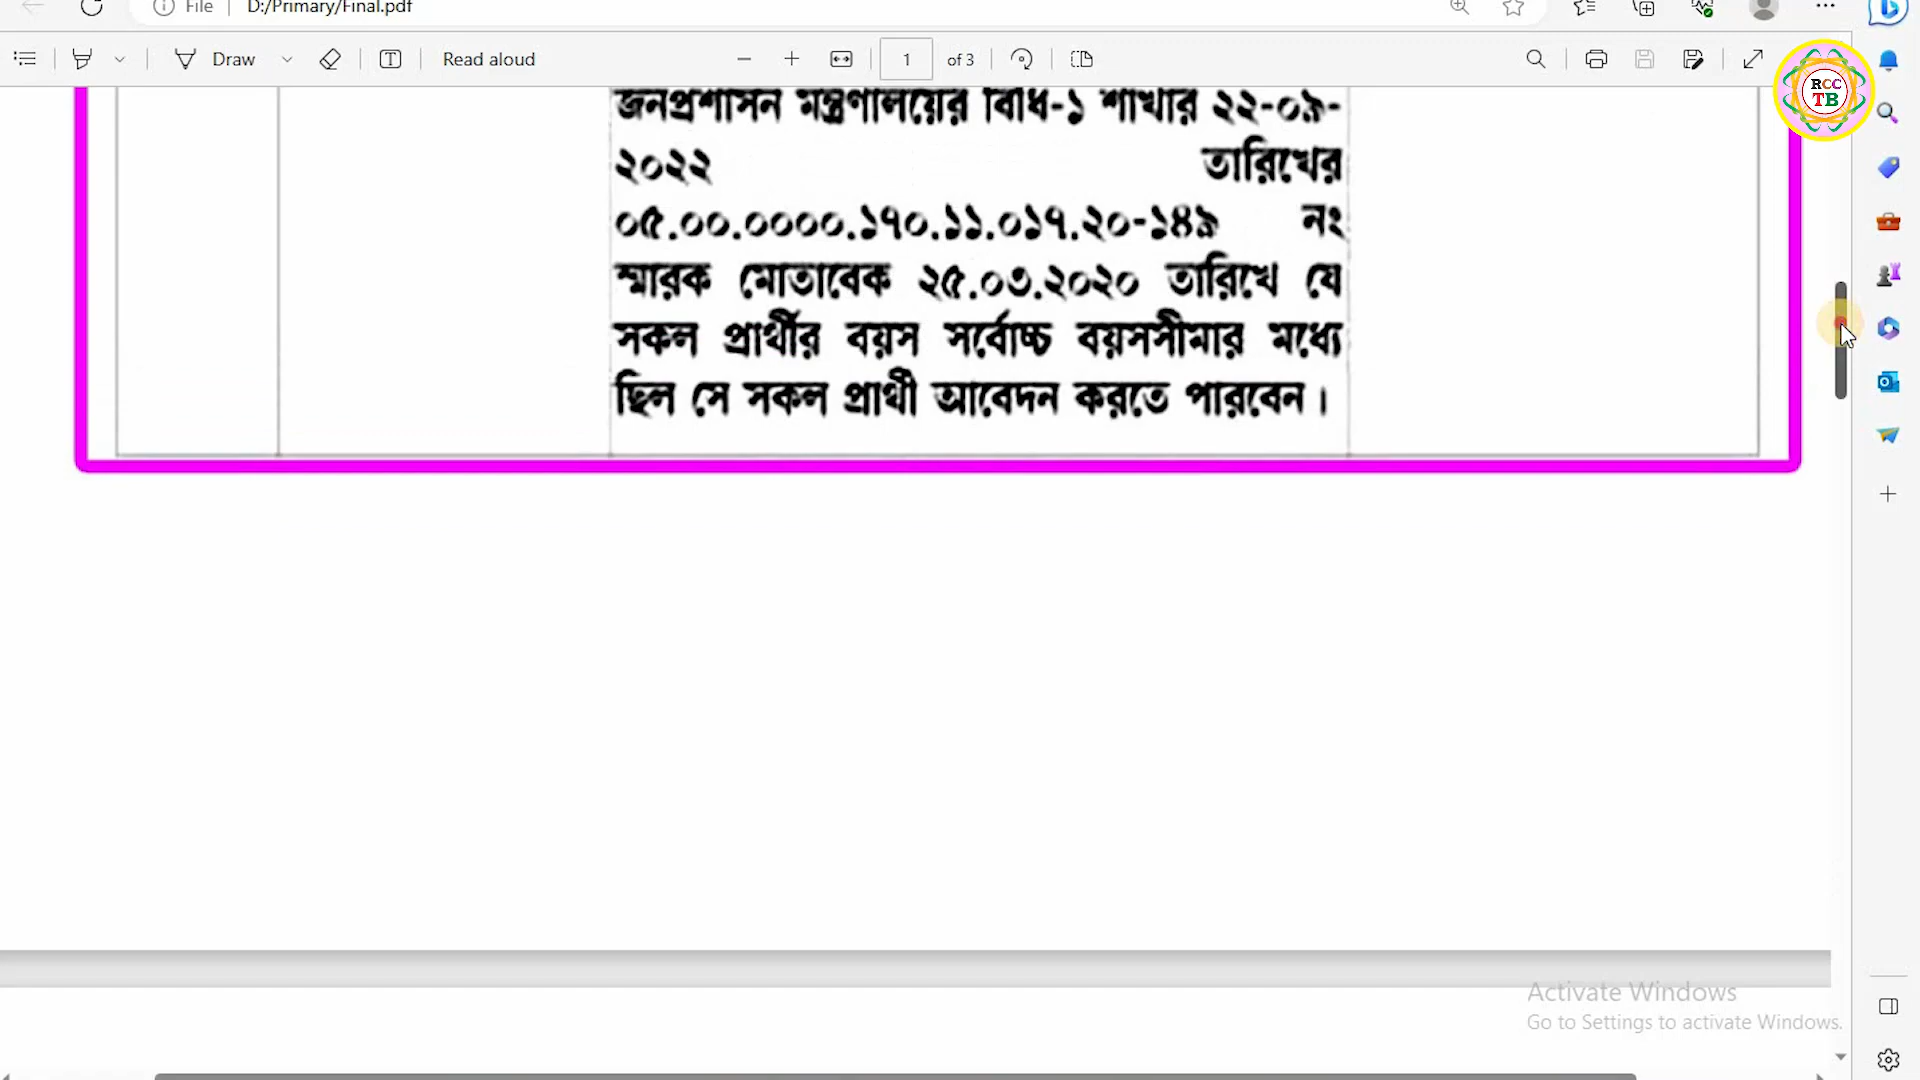 File
D:/Primary/Final.pdf
Draw
Read aloud
1 of 3
RCC
TB
জনপ্রশাসন মন্ত্রণালয়ের বিধি-১ শাখার ২২-০৯-
২০২২ তারিখের
০৫.০০.০০০০.১৭০.১১.০১৭.২০-১৪৯ নং
স্মারক মোতাবেক ২৫.০৩.২০২০ তারিখে যে
সকল প্রার্থীর বয়স সর্বোচ্চ বয়সসীমার মধ্যে
ছিল সে সকল প্রার্থী আবেদন করতে পারবেন।
Activate Windows
Go to Settings to activate Windows.